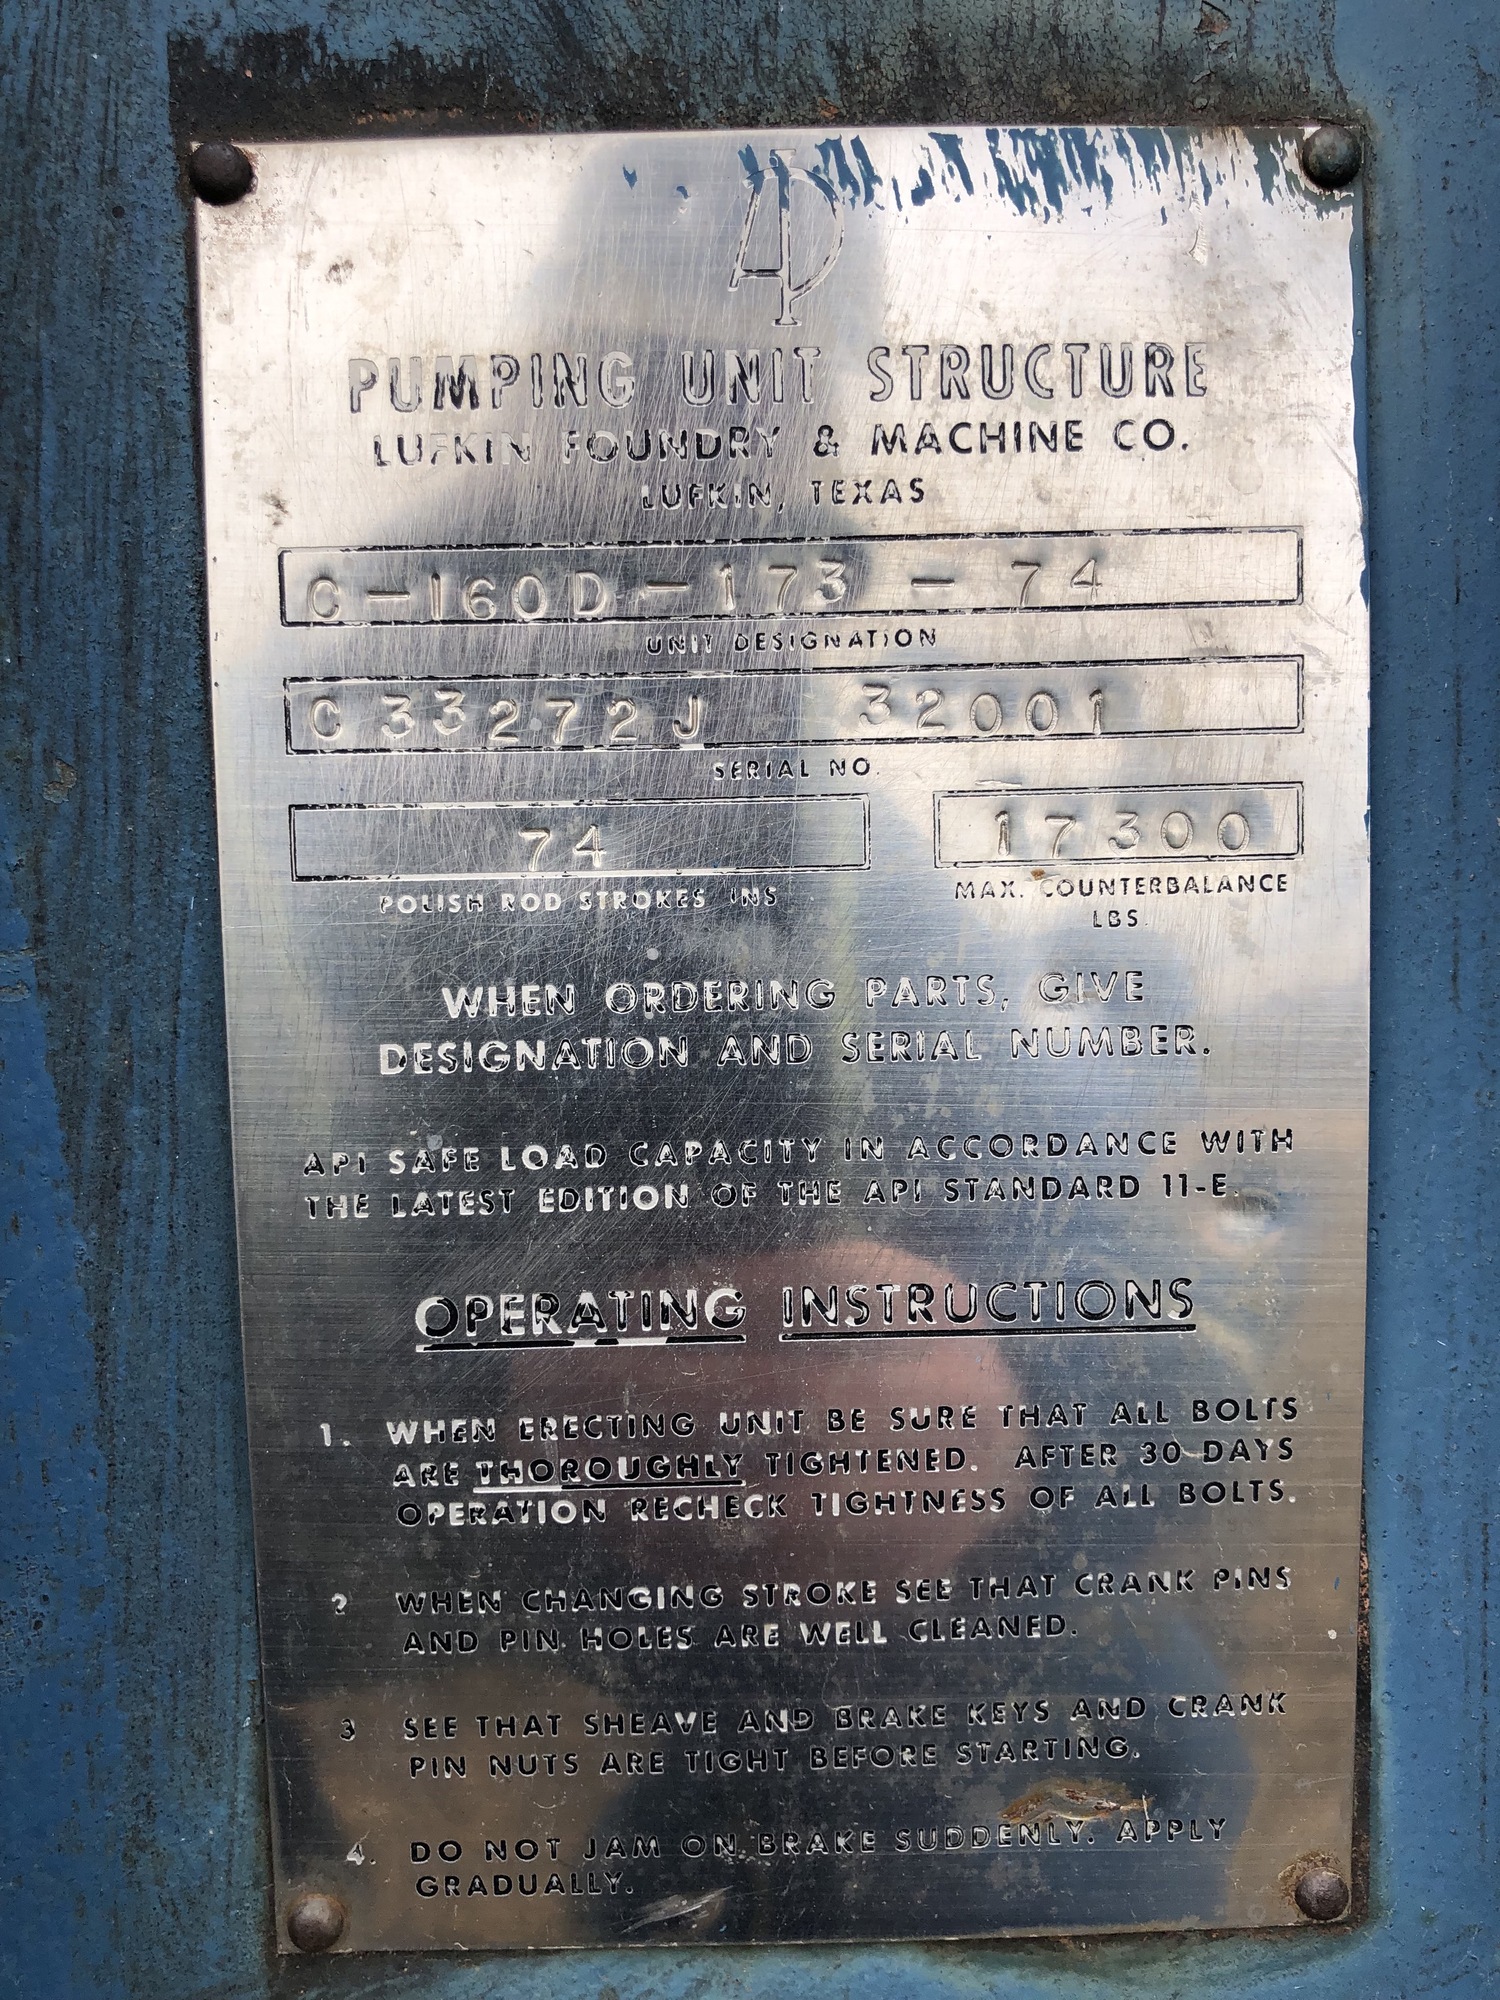 API
PUMPING UNIT STRUCTURE
LUFKIN FOUNDRY & MACHINE CO.
LUFKIN, TEXAS
C-160D-173-74
UNIT DESIGNATION
C33272J 32001
SERIAL NO.
74 17300
POLISH ROD STROKES INS MAX. COUNTERBALANCE
LBS.
WHEN ORDERING PARTS, GIVE
DESIGNATION AND SERIAL NUMBER.
API SAFE LOAD CAPACITY IN ACCORDANCE WITH
THE LATEST EDITION OF THE API STANDARD 11-E.
OPERATING INSTRUCTIONS
1. WHEN ERECTING UNIT BE SURE THAT ALL BOLTS
ARE THOROUGHLY TIGHTENED. AFTER 30 DAYS
OPERATION RECHECK TIGHTNESS OF ALL BOLTS.
2 WHEN CHANGING STROKE SEE THAT CRANK PINS
AND PIN HOLES ARE WELL CLEANED.
3 SEE THAT SHEAVE AND BRAKE KEYS AND CRANK
PIN NUTS ARE TIGHT BEFORE STARTING.
4. DO NOT JAM ON BRAKE SUDDENLY. APPLY
GRADUALLY.